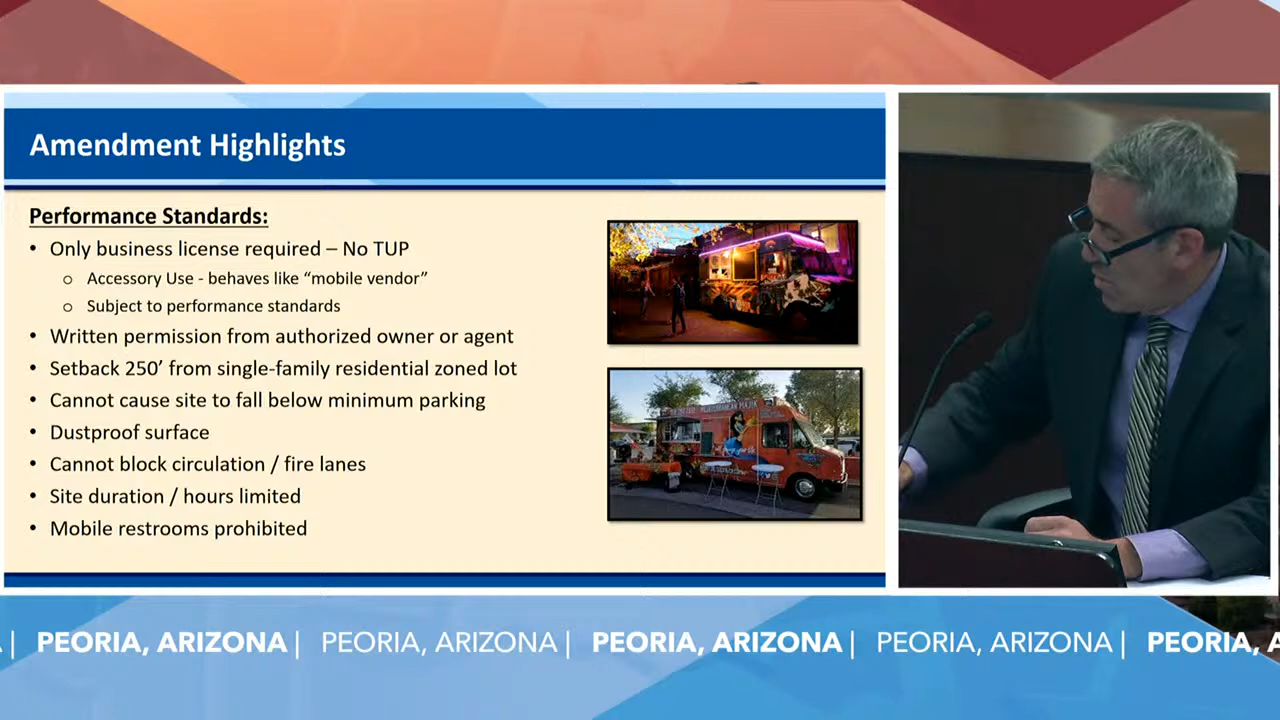 Amendment Highlights
Performance Standards:
• Only business license required – No TUP
o Accessory Use - behaves like “mobile vendor”
o Subject to performance standards
• Written permission from authorized owner or agent
• Setback 250’ from single-family residential zoned lot
• Cannot cause site to fall below minimum parking
• Dustproof surface
• Cannot block circulation / fire lanes
• Site duration / hours limited
• Mobile restrooms prohibited
| PEORIA, ARIZONA | PEORIA, ARIZONA | PEORIA, ARIZONA | PEORIA, ARIZONA | PEORIA, A